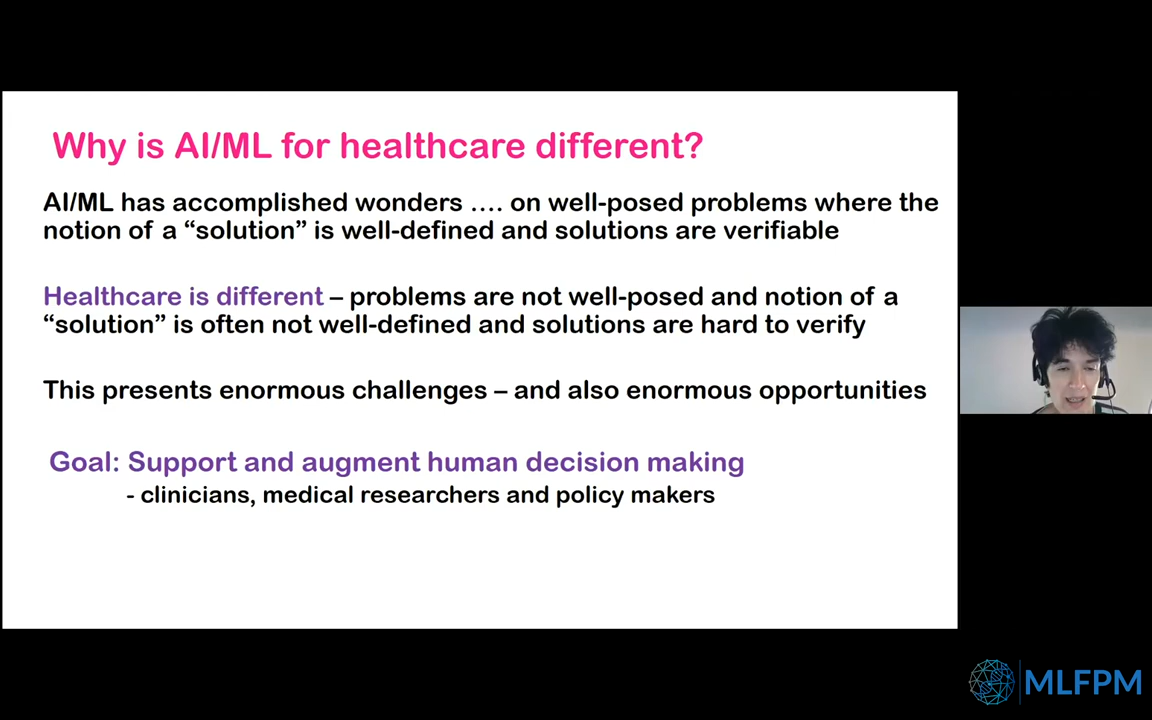 Why is AI/ML for healthcare different?
AI/ML has accomplished wonders …. on well-posed problems where the
notion of a “solution” is well-defined and solutions are verifiable
Healthcare is different – problems are not well-posed and notion of a
“solution” is often not well-defined and solutions are hard to verify
This presents enormous challenges – and also enormous opportunities
Goal: Support and augment human decision making
- clinicians, medical researchers and policy makers
MLFPM